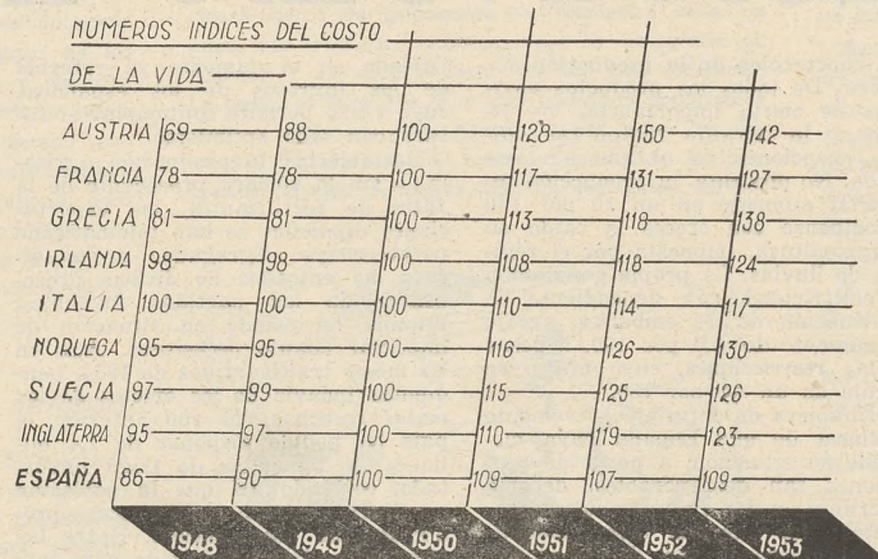 NUMEROS INDICES DEL COSTO
DE LA VIDA
AUSTRIA 69 88 100 128 150 142
FRANCIA 78 78 100 117 131 127
GRECIA 81 81 100 113 118 138
IRLANDA 98 98 100 108 118 124
ITALIA 100 100 100 110 114 117
NORUEGA 95 95 100 116 126 130
SUECIA 97 99 100 115 125 126
INGLATERRA 95 97 100 110 119 123
ESPAÑA 86 90 100 109 107 109
1948 1949 1950 1951 1952 1953